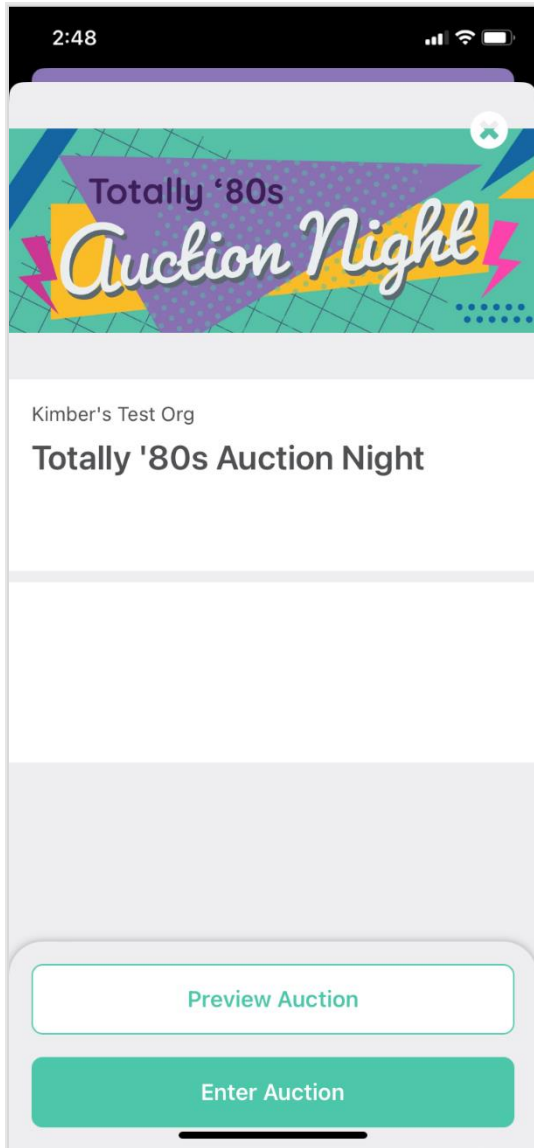 2:48
Totally ‘80s
Auction Night
Kimber's Test Org
Totally '80s Auction Night
Preview Auction
Enter Auction